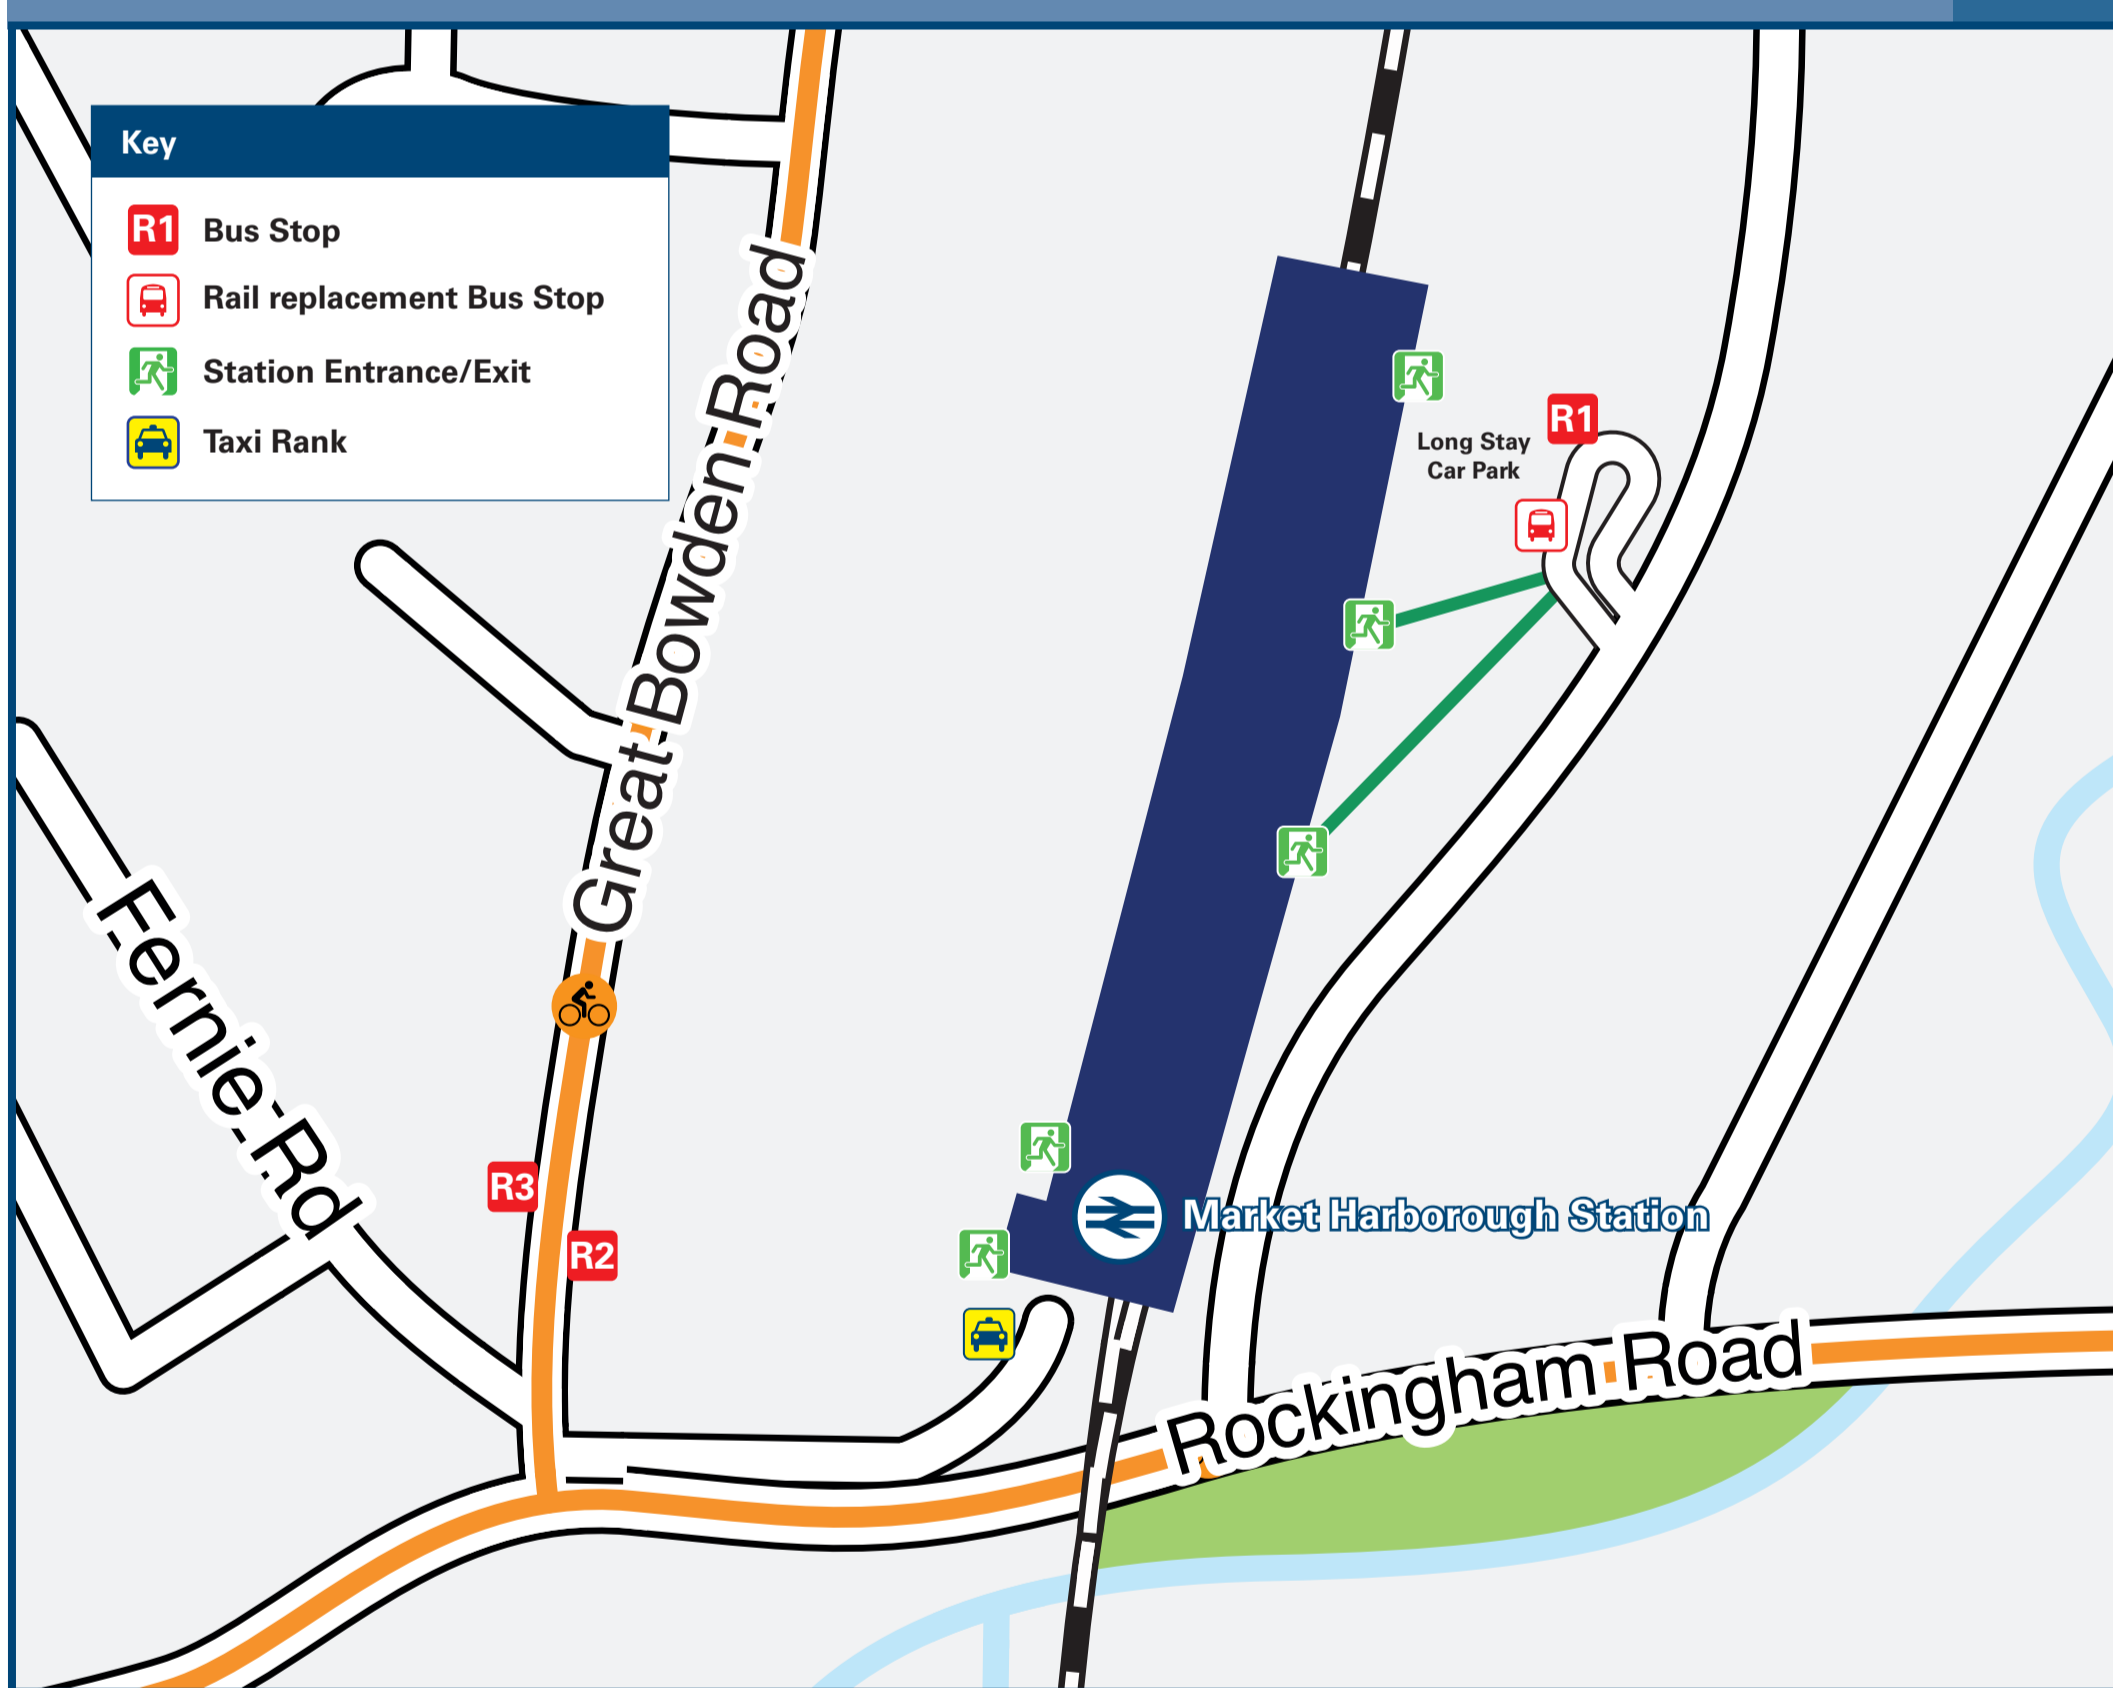 Key
R1 Bus Stop
Rail replacement Bus Stop
Station Entrance/Exit
Taxi Rank
Great Bowden Road
R1
Long Stay
Car Park
Fernie Rd
R3
R2
Market Harborough Station
Rockingham Road